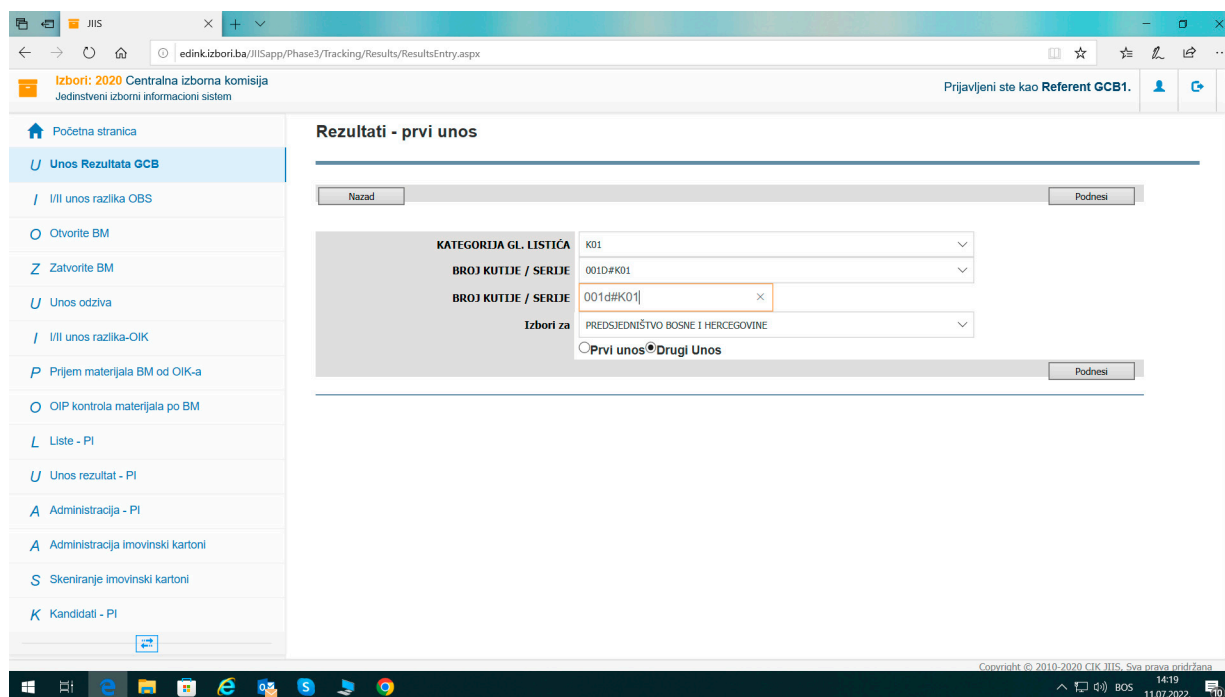 JIIS
edink.izbori.ba/JIISapp/Phase3/Tracking/Results/ResultsEntry.aspx
Izbori: 2020 Centralna izborna komisija
Jedinstveni izborni informacioni sistem
Prijavljeni ste kao Referent GCB1.
Početna stranica
U Unos Rezultata GCB
I I/II unos razlika OBS
O Otvorite BM
Z Zatvorite BM
U Unos odziva
I I/II unos razlika-OIK
P Prijem materijala BM od OIK-a
O OIP kontrola materijala po BM
L Liste - PI
U Unos rezultat - PI
A Administracija - PI
A Administracija imovinski kartoni
S Skeniranje imovinski kartoni
K Kandidati - PI
Rezultati - prvi unos
Nazad Podnesi
KATEGORIJA GL. LISTIĆA K01
BROJ KUTIJE / SERIJE 001D#K01
BROJ KUTIJE / SERIJE 001d#K01
Izbori za PREDSJEDNIŠTVO BOSNE I HERCEGOVINE
Prvi unos Drugi Unos
Podnesi
Copyright © 2010-2020 CIK JIIS, Sva prava pridržana
BOS
14:19
11.07.2022
10